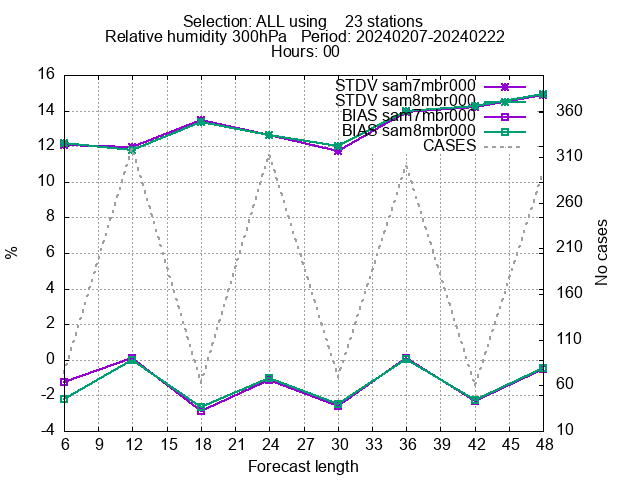 Selection: ALL using    23 stations
Relative humidity 300hPa   Period: 20240207-20240222
Hours: 00
STDV sam7mbr000
STDV sam8mbr000
BIAS sam7mbr000
BIAS sam8mbr000
CASES
16
14
12
10
8
6
4
2
0
-2
-4
%
360
310
260
210
160
110
60
10
No cases
6 9 12 15 18 21 24 27 30 33 36 39 42 45 48
Forecast length